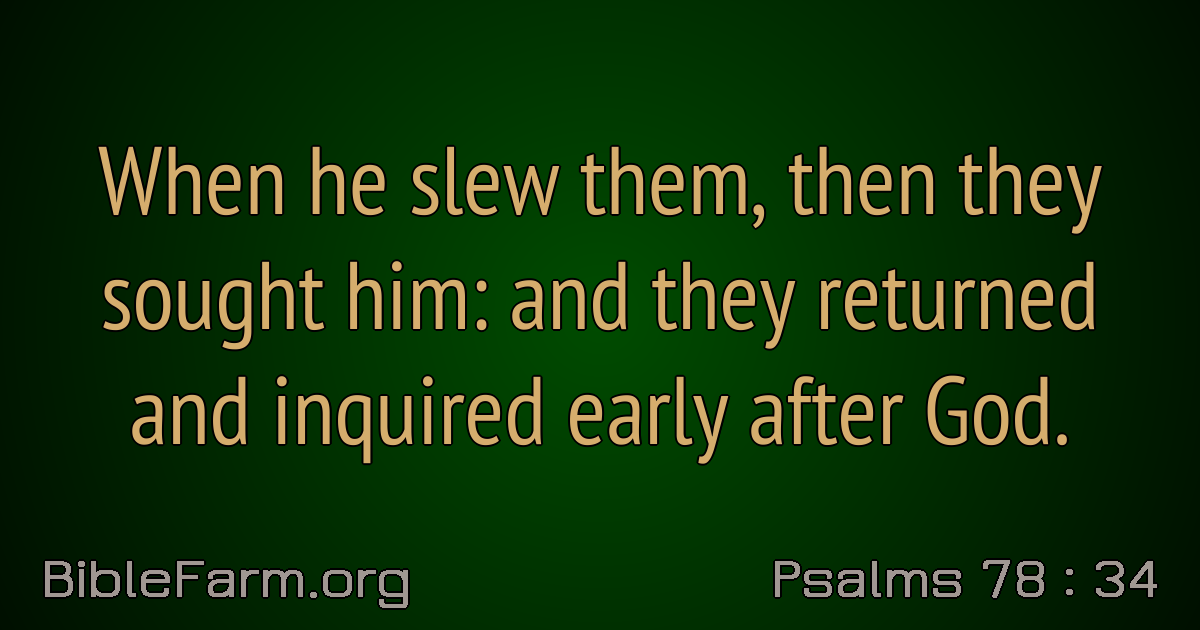 When he slew them, then they
sought him: and they returned
and inquired early after God.
BibleFarm.org
Psalms 78 : 34